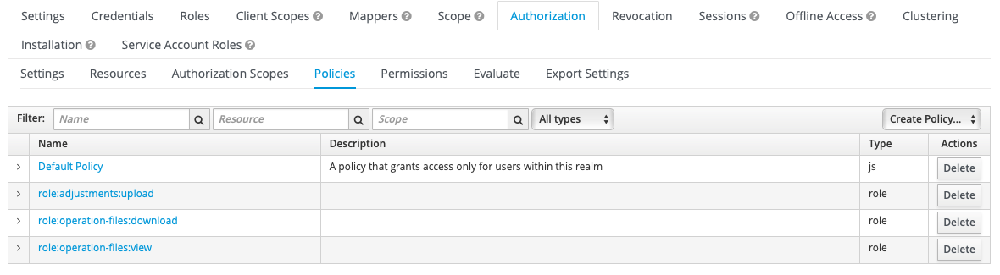 Settings Credentials Roles Client Scopes Mappers Scope Authorization Revocation Sessions Offline Access Clustering
Installation Service Account Roles
Settings Resources Authorization Scopes Policies Permissions Evaluate Export Settings
Filter: Name Resource Scope All types Create Policy...
Name Description Type Actions
Default Policy A policy that grants access only for users within this realm js Delete
role:adjustments:upload role Delete
role:operation-files:download role Delete
role:operation-files:view role Delete